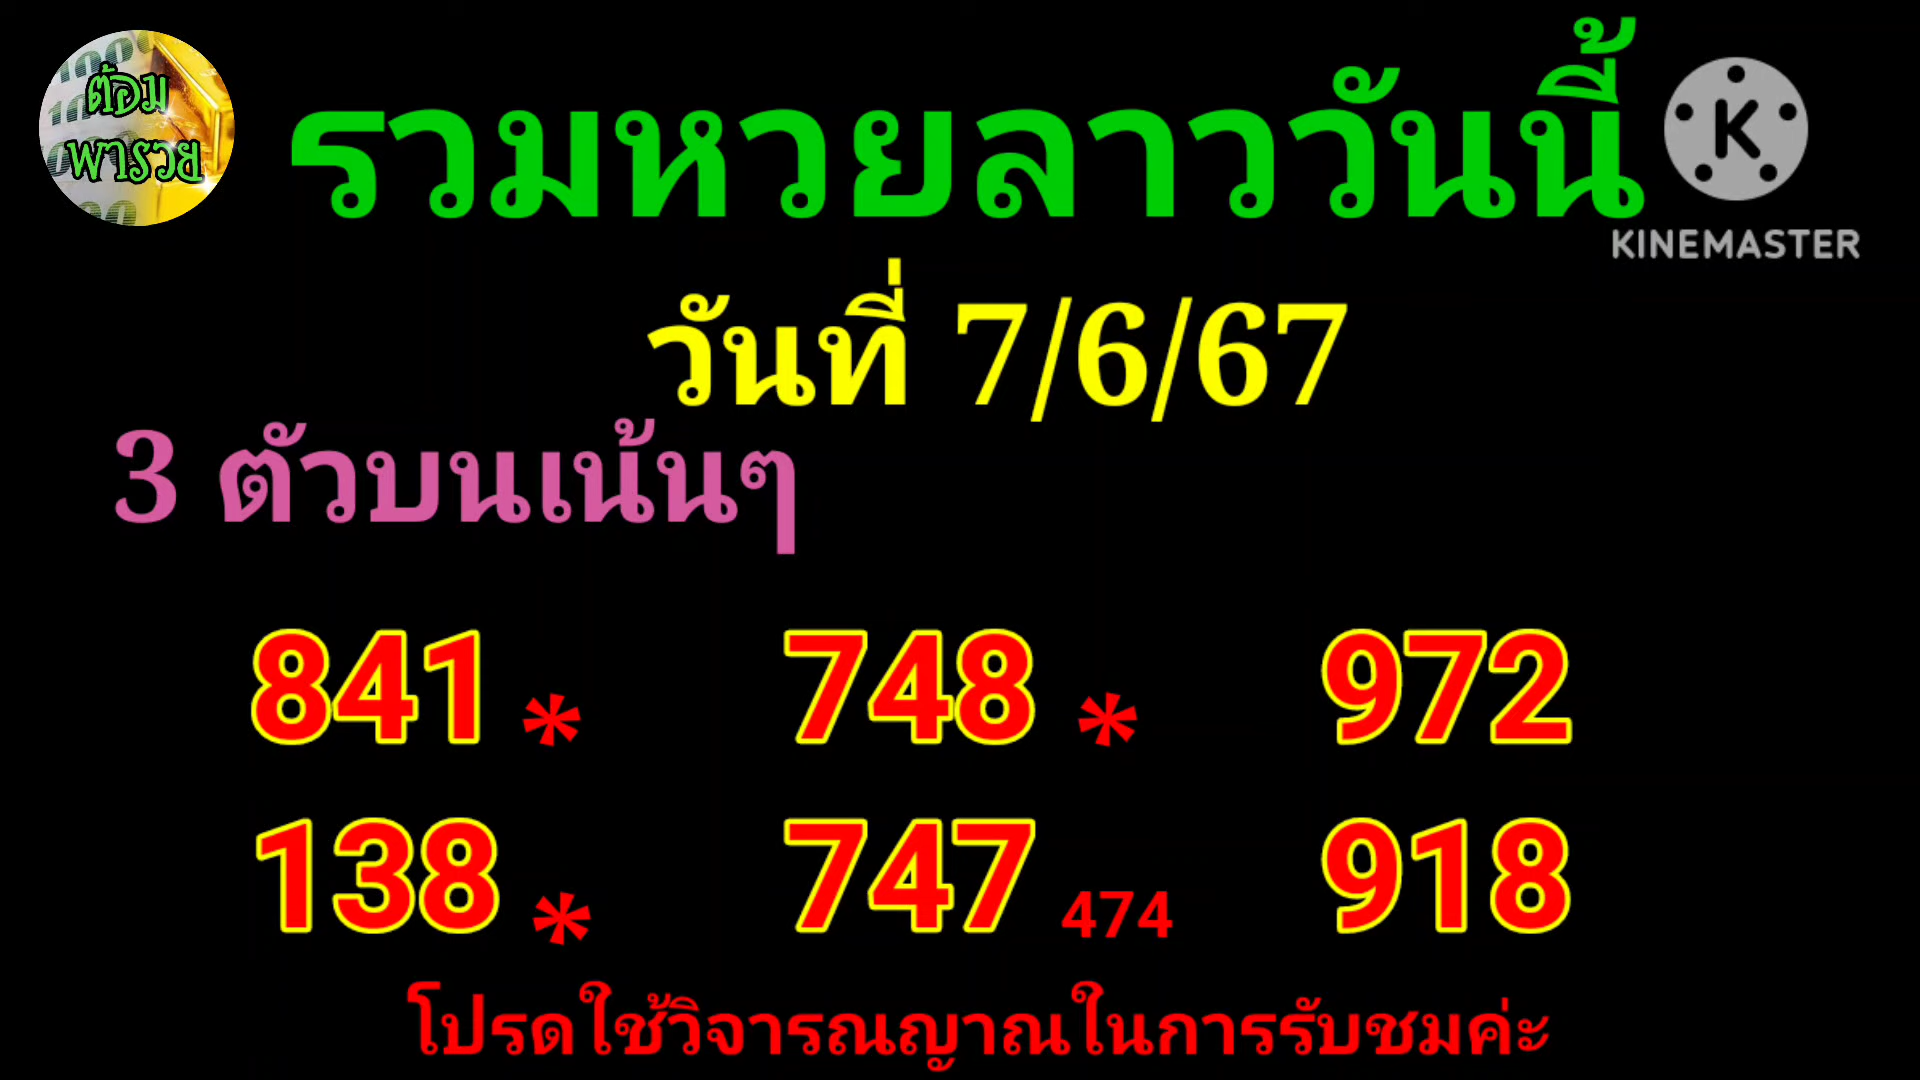 ต้อม
พารวย
รวมหวยลาววันนี้
KINEMASTER
วันที่ 7/6/67
3 ตัวบนเน้นๆ
841 * 748 * 972
138 * 747 474 918
โปรดใช้วิจารณญาณในการรับชมค่ะ